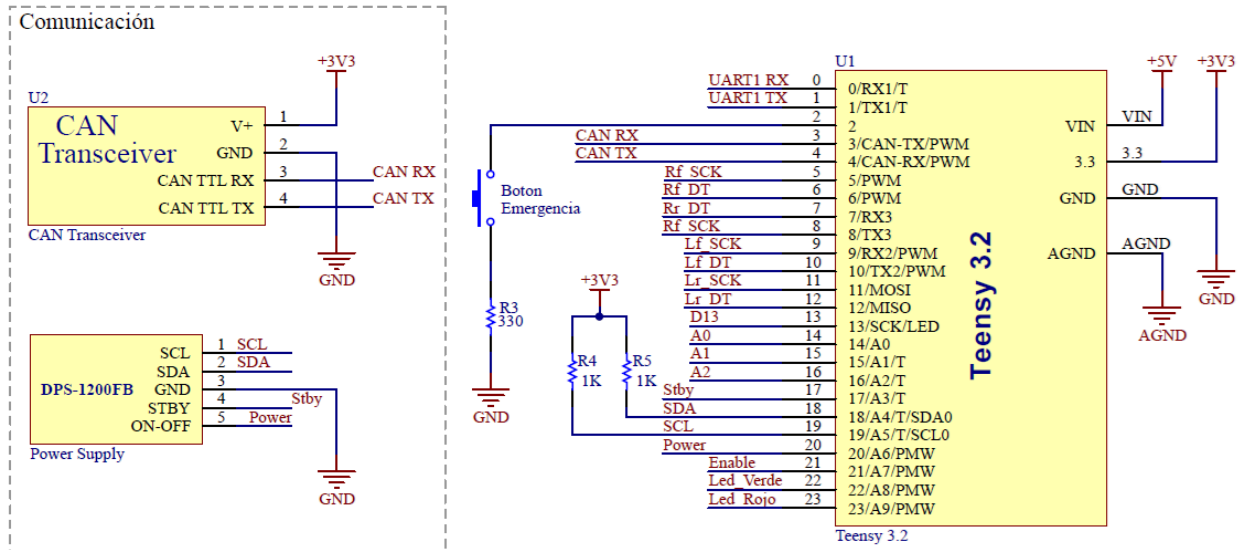 Comunicación
+3V3
U2
CAN
Transceiver
V+ 1
GND 2
CAN TTL RX 3 CAN RX
CAN TTL TX 4 CAN TX
CAN Transceiver
GND
DPS-1200FB
SCL 1 SCL
SDA 2 SDA
GND 3
STBY 4 Stby
ON-OFF 5 Power
Power Supply
GND
Boton
Emergencia
R3
330
GND
+3V3
R4
1K
R5
1K
U1
UART1 RX 0 0/RX1/T
UART1 TX 1 1/TX1/T
2 2
CAN RX 3 3/CAN-TX/PWM
CAN TX 4 4/CAN-RX/PWM
Rf_SCK 5 5/PWM
Rf_DT 6 6/PWM
Rr_DT 7 7/RX3
Rf_SCK 8 8/TX3
Lf_SCK 9 9/RX2/PWM
Lf_DT 10 10/TX2/PWM
Lr_SCK 11 11/MOSI
Lr_DT 12 12/MISO
D13 13 13/SCK/LED
A0 14 14/A0
A1 15 15/A1/T
A2 16 16/A2/T
Stby 17 17/A3/T
SDA 18 18/A4/T/SDA0
SCL 19 19/A5/T/SCL0
Power 20 20/A6/PMW
Enable 21 21/A7/PMW
Led_Verde 22 22/A8/PMW
Led_Rojo 23 23/A9/PMW
Teensy 3.2
Teensy 3.2
+5V
+3V3
VIN VIN
3.3 3.3
GND GND
AGND AGND
GND
AGND